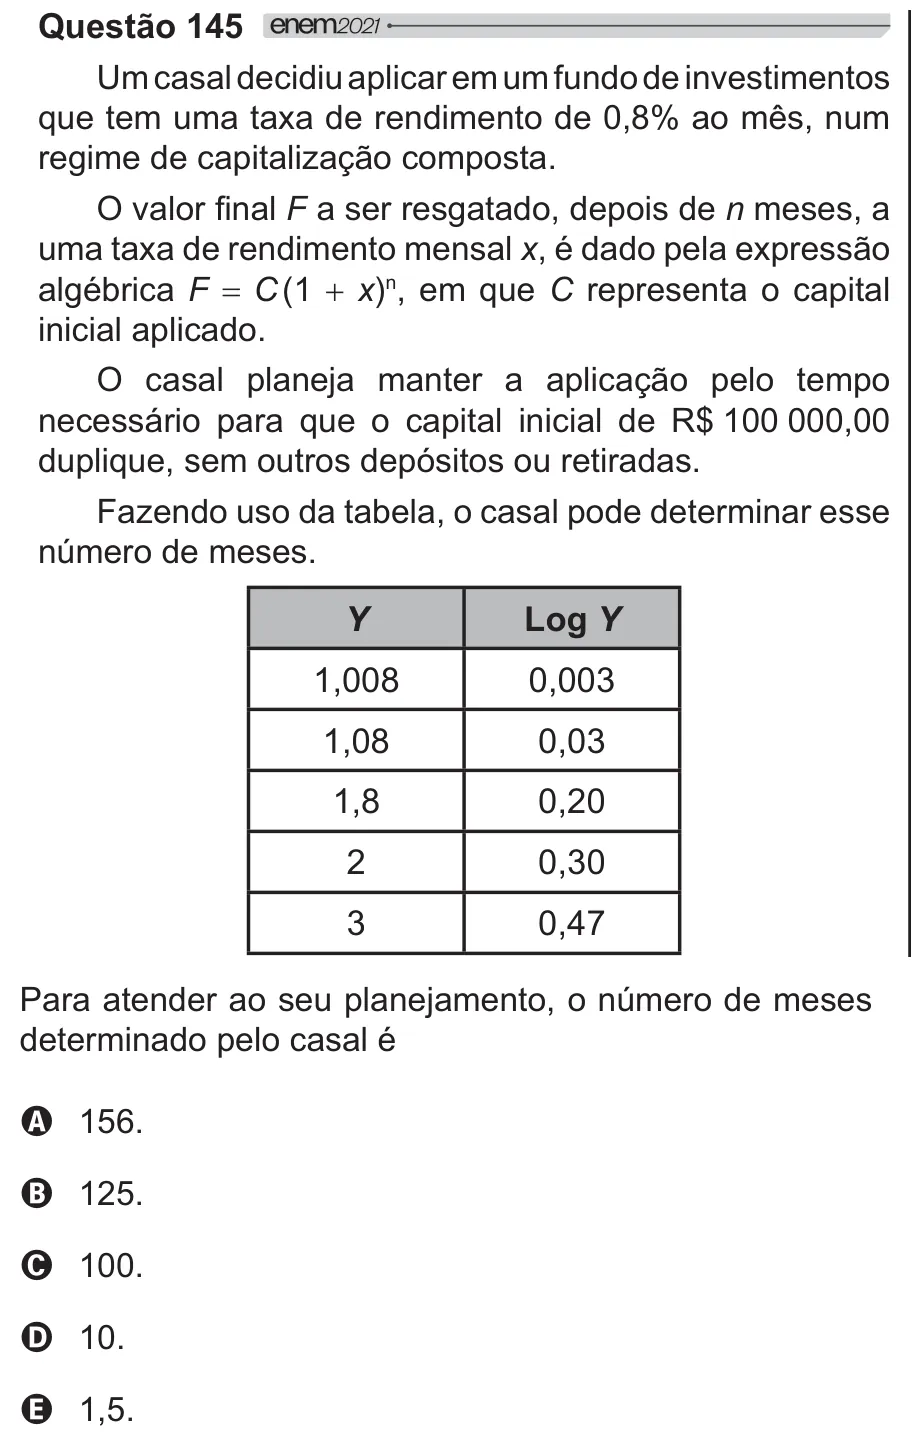 Questão 145 enem2021
Um casal decidiu aplicar em um fundo de investimentos
que tem uma taxa de rendimento de 0,8% ao mês, num
regime de capitalização composta.
O valor final F a ser resgatado, depois de n meses, a
uma taxa de rendimento mensal x, é dado pela expressão
algébrica F = C(1 + x)ⁿ, em que C representa o capital
inicial aplicado.
O casal planeja manter a aplicação pelo tempo
necessário para que o capital inicial de R$ 100 000,00
duplique, sem outros depósitos ou retiradas.
Fazendo uso da tabela, o casal pode determinar esse
número de meses.
Y Log Y
1,008 0,003
1,08 0,03
1,8 0,20
2 0,30
3 0,47
Para atender ao seu planejamento, o número de meses
determinado pelo casal é
A 156.
B 125.
C 100.
D 10.
E 1,5.